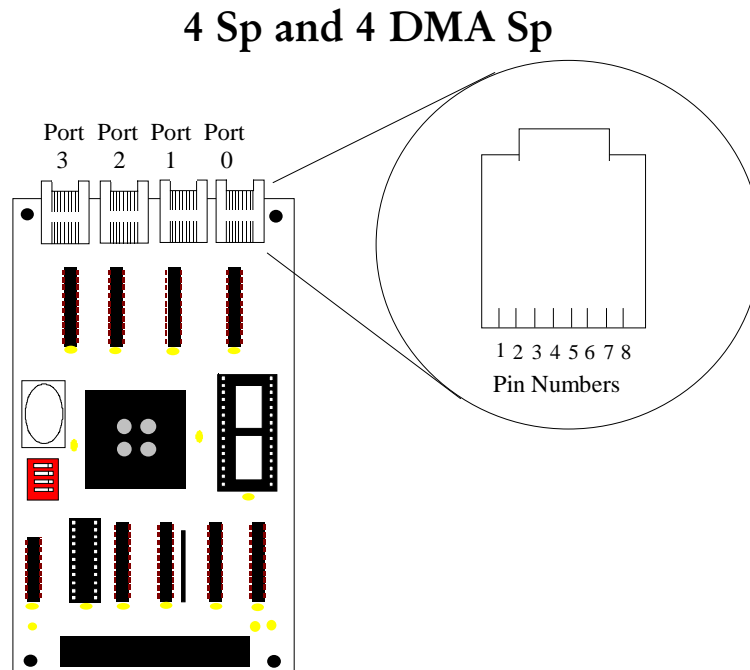 4 Sp and 4 DMA Sp
Port Port Port Port
3 2 1 0
1 2 3 4 5 6 7 8
Pin Numbers